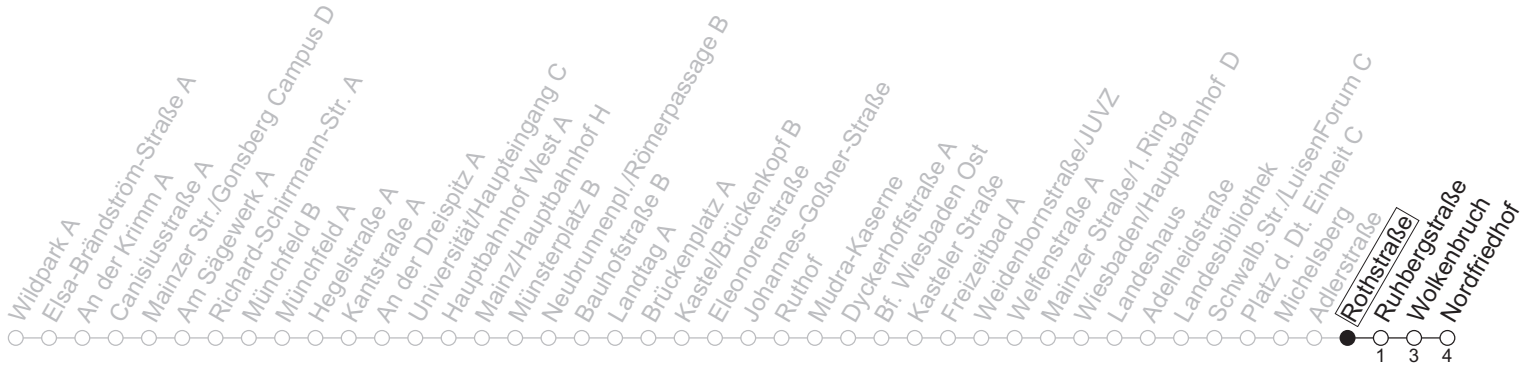 Wildpark A
Elsa-Brändström-Straße A
An der Krimm A
Canisiusstraße A
Mainzer Str./Gonsberg Campus D
Am Sägewerk A
Richard-Schirrmann-Str. A
Münchfeld B
Münchfeld A
Hegelstraße A
Kantstraße A
An der Dreispitz A
Universität/Haupteingang C
Hauptbahnhof West A
Mainz/Hauptbahnhof H
Münsterplatz B
Neubrunnenpl./Römerpassage B
Bauhofstraße B
Landtag A
Brückenplatz A
Kastel/Brückenkopf B
Eleonorenstraße
Johannes-Goßner-Straße
Ruthof
Mudra-Kaserne
Dyckerhoffstraße A
Bf. Wiesbaden Ost
Kasteler Straße
Freizeitbad A
Weidenbornstraße/JUVZ
Welfenstraße A
Mainzer Straße/1.Ring
Wiesbaden/Hauptbahnhof D
Landeshaus
Adelheidstraße
Landesbibliothek
Schwalb.Str./LuisenForum C
Platz d. Dt. Einheit C
Michelsberg
Adlerstraße
Rothstraße
Ruhbergstraße
Wolkenbruch
Nordfriedhof
1 3 4